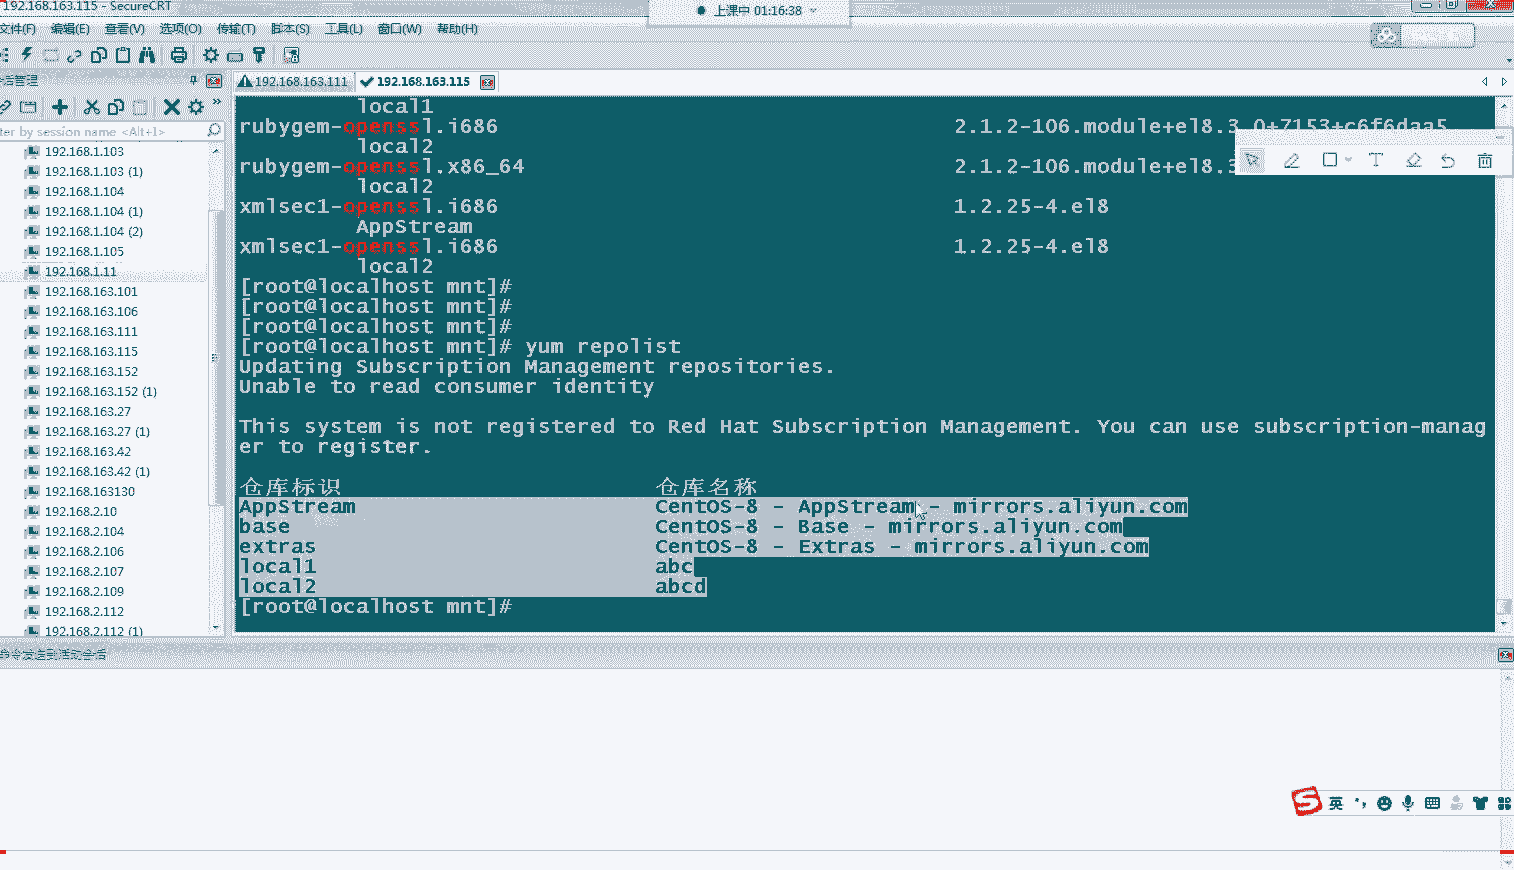 192.168.163.115 - SecureCRT
上课中 01:16:38
文件(F) 编辑(E) 查看(V) 选项(O) 传输(T) 脚本(S) 工具(L) 窗口(W) 帮助(H)
管理
192.168.163.111 192.168.163.115
ter by session name <Alt+I>
192.168.1.103
192.168.1.103 (1)
192.168.1.104
192.168.1.104 (1)
192.168.1.104 (2)
192.168.1.105
192.168.1.11
192.168.163.101
192.168.163.106
192.168.163.111
192.168.163.115
192.168.163.152
192.168.163.152 (1)
192.168.163.27
192.168.163.27 (1)
192.168.163.42
192.168.163.42 (1)
192.168.163130
192.168.2.10
192.168.2.104
192.168.2.106
192.168.2.107
192.168.2.109
192.168.2.112
192.168.2.112 (1)
local1
rubygem-openssl.i686 2.1.2-106.module+el8.3.0+7153+c6f6daa5
local2
rubygem-openssl.x86_64 2.1.2-106.module+el8.3
local2
xmlsec1-openssl.i686 1.2.25-4.el8
AppStream
xmlsec1-openssl.i686 1.2.25-4.el8
local2
[root@localhost mnt]#
[root@localhost mnt]#
[root@localhost mnt]#
[root@localhost mnt]# yum repolist
Updating Subscription Management repositories.
Unable to read consumer identity
This system is not registered to Red Hat Subscription Management. You can use subscription-manag
er to register.
仓库标识 仓库名称
AppStream CentOS-8 - AppStream - mirrors.aliyun.com
base CentOS-8 - Base - mirrors.aliyun.com
extras CentOS-8 - Extras - mirrors.aliyun.com
local1 abc
local2 abcd
[root@localhost mnt]#
命令发送到活动会话
英